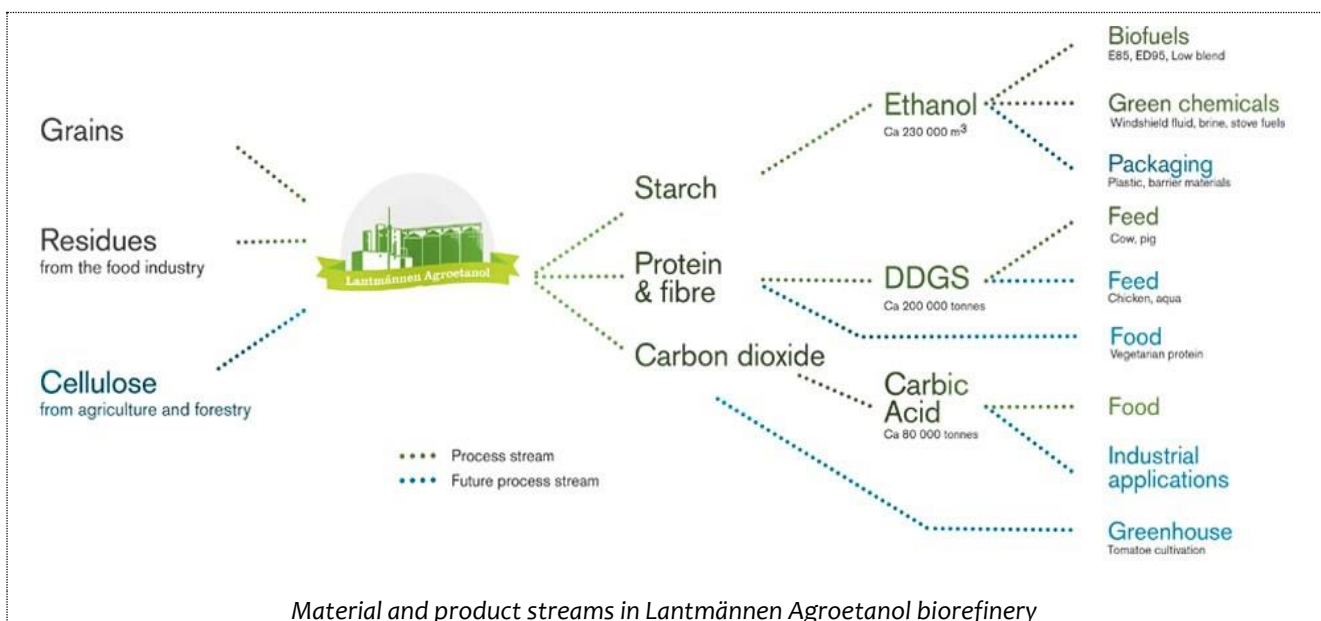 Grains
Residues
from the food industry
Cellulose
from agriculture and forestry
Lantmännen Agroetanol
Starch
Protein
& fibre
Carbon dioxide
Process stream
Future process stream
Ethanol
Ca 230 000 m³
DDGS
Ca 200 000 tonnes
Carbic
Acid
Ca 80 000 tonnes
Biofuels
E85, ED95, Low blend
Green chemicals
Windshield fluid, brine, stove fuels
Packaging
Plastic, barrier materials
Feed
Cow, pig
Feed
Chicken, aqua
Food
Vegetarian protein
Food
Industrial
applications
Greenhouse
Tomatoe cultivation
Material and product streams in Lantmännen Agroetanol biorefinery